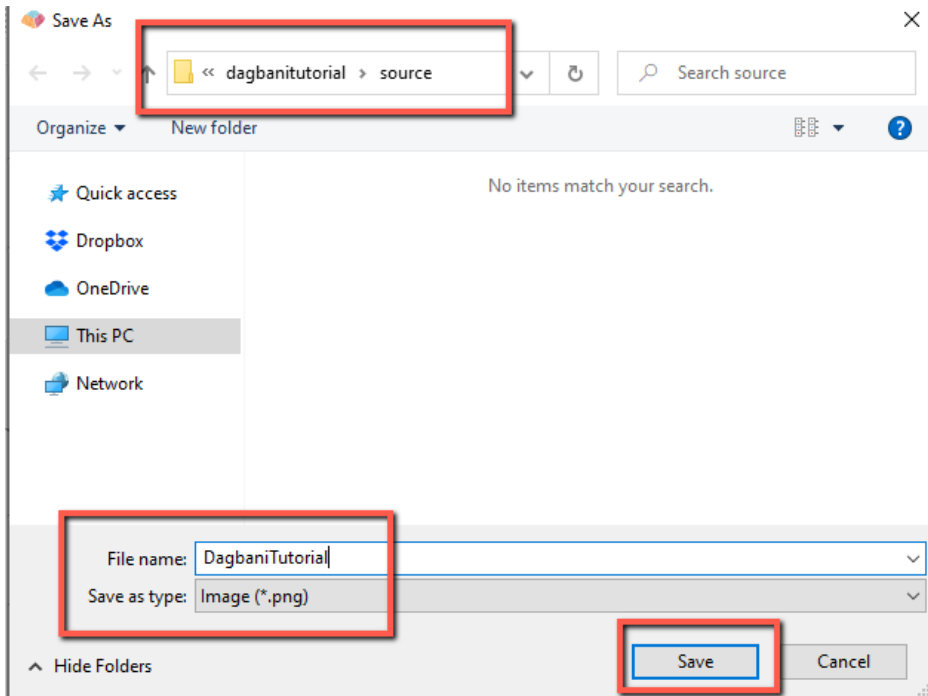 Save As
« dagbanitutorial › source
Search source
Organize New folder
?
No items match your search.
Quick access
Dropbox
OneDrive
This PC
Network
File name: DagbaniTutorial
Save as type: Image (*.png)
Hide Folders Save Cancel